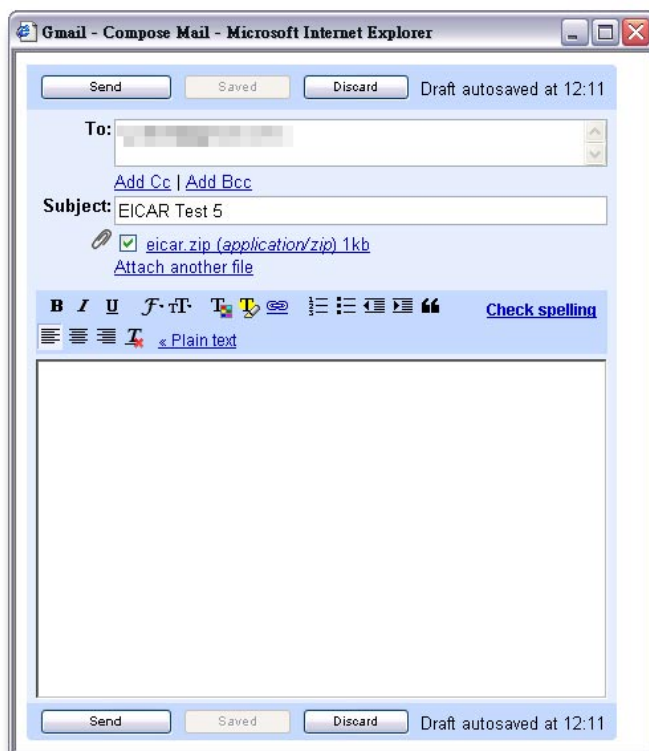 Gmail - Compose Mail - Microsoft Internet Explorer
Send Saved Discard Draft autosaved at 12:11
To:
Add Cc | Add Bcc
Subject: EICAR Test 5
eicar.zip (application/zip) 1kb
Attach another file
B I U Check spelling
« Plain text
Send Saved Discard Draft autosaved at 12:11